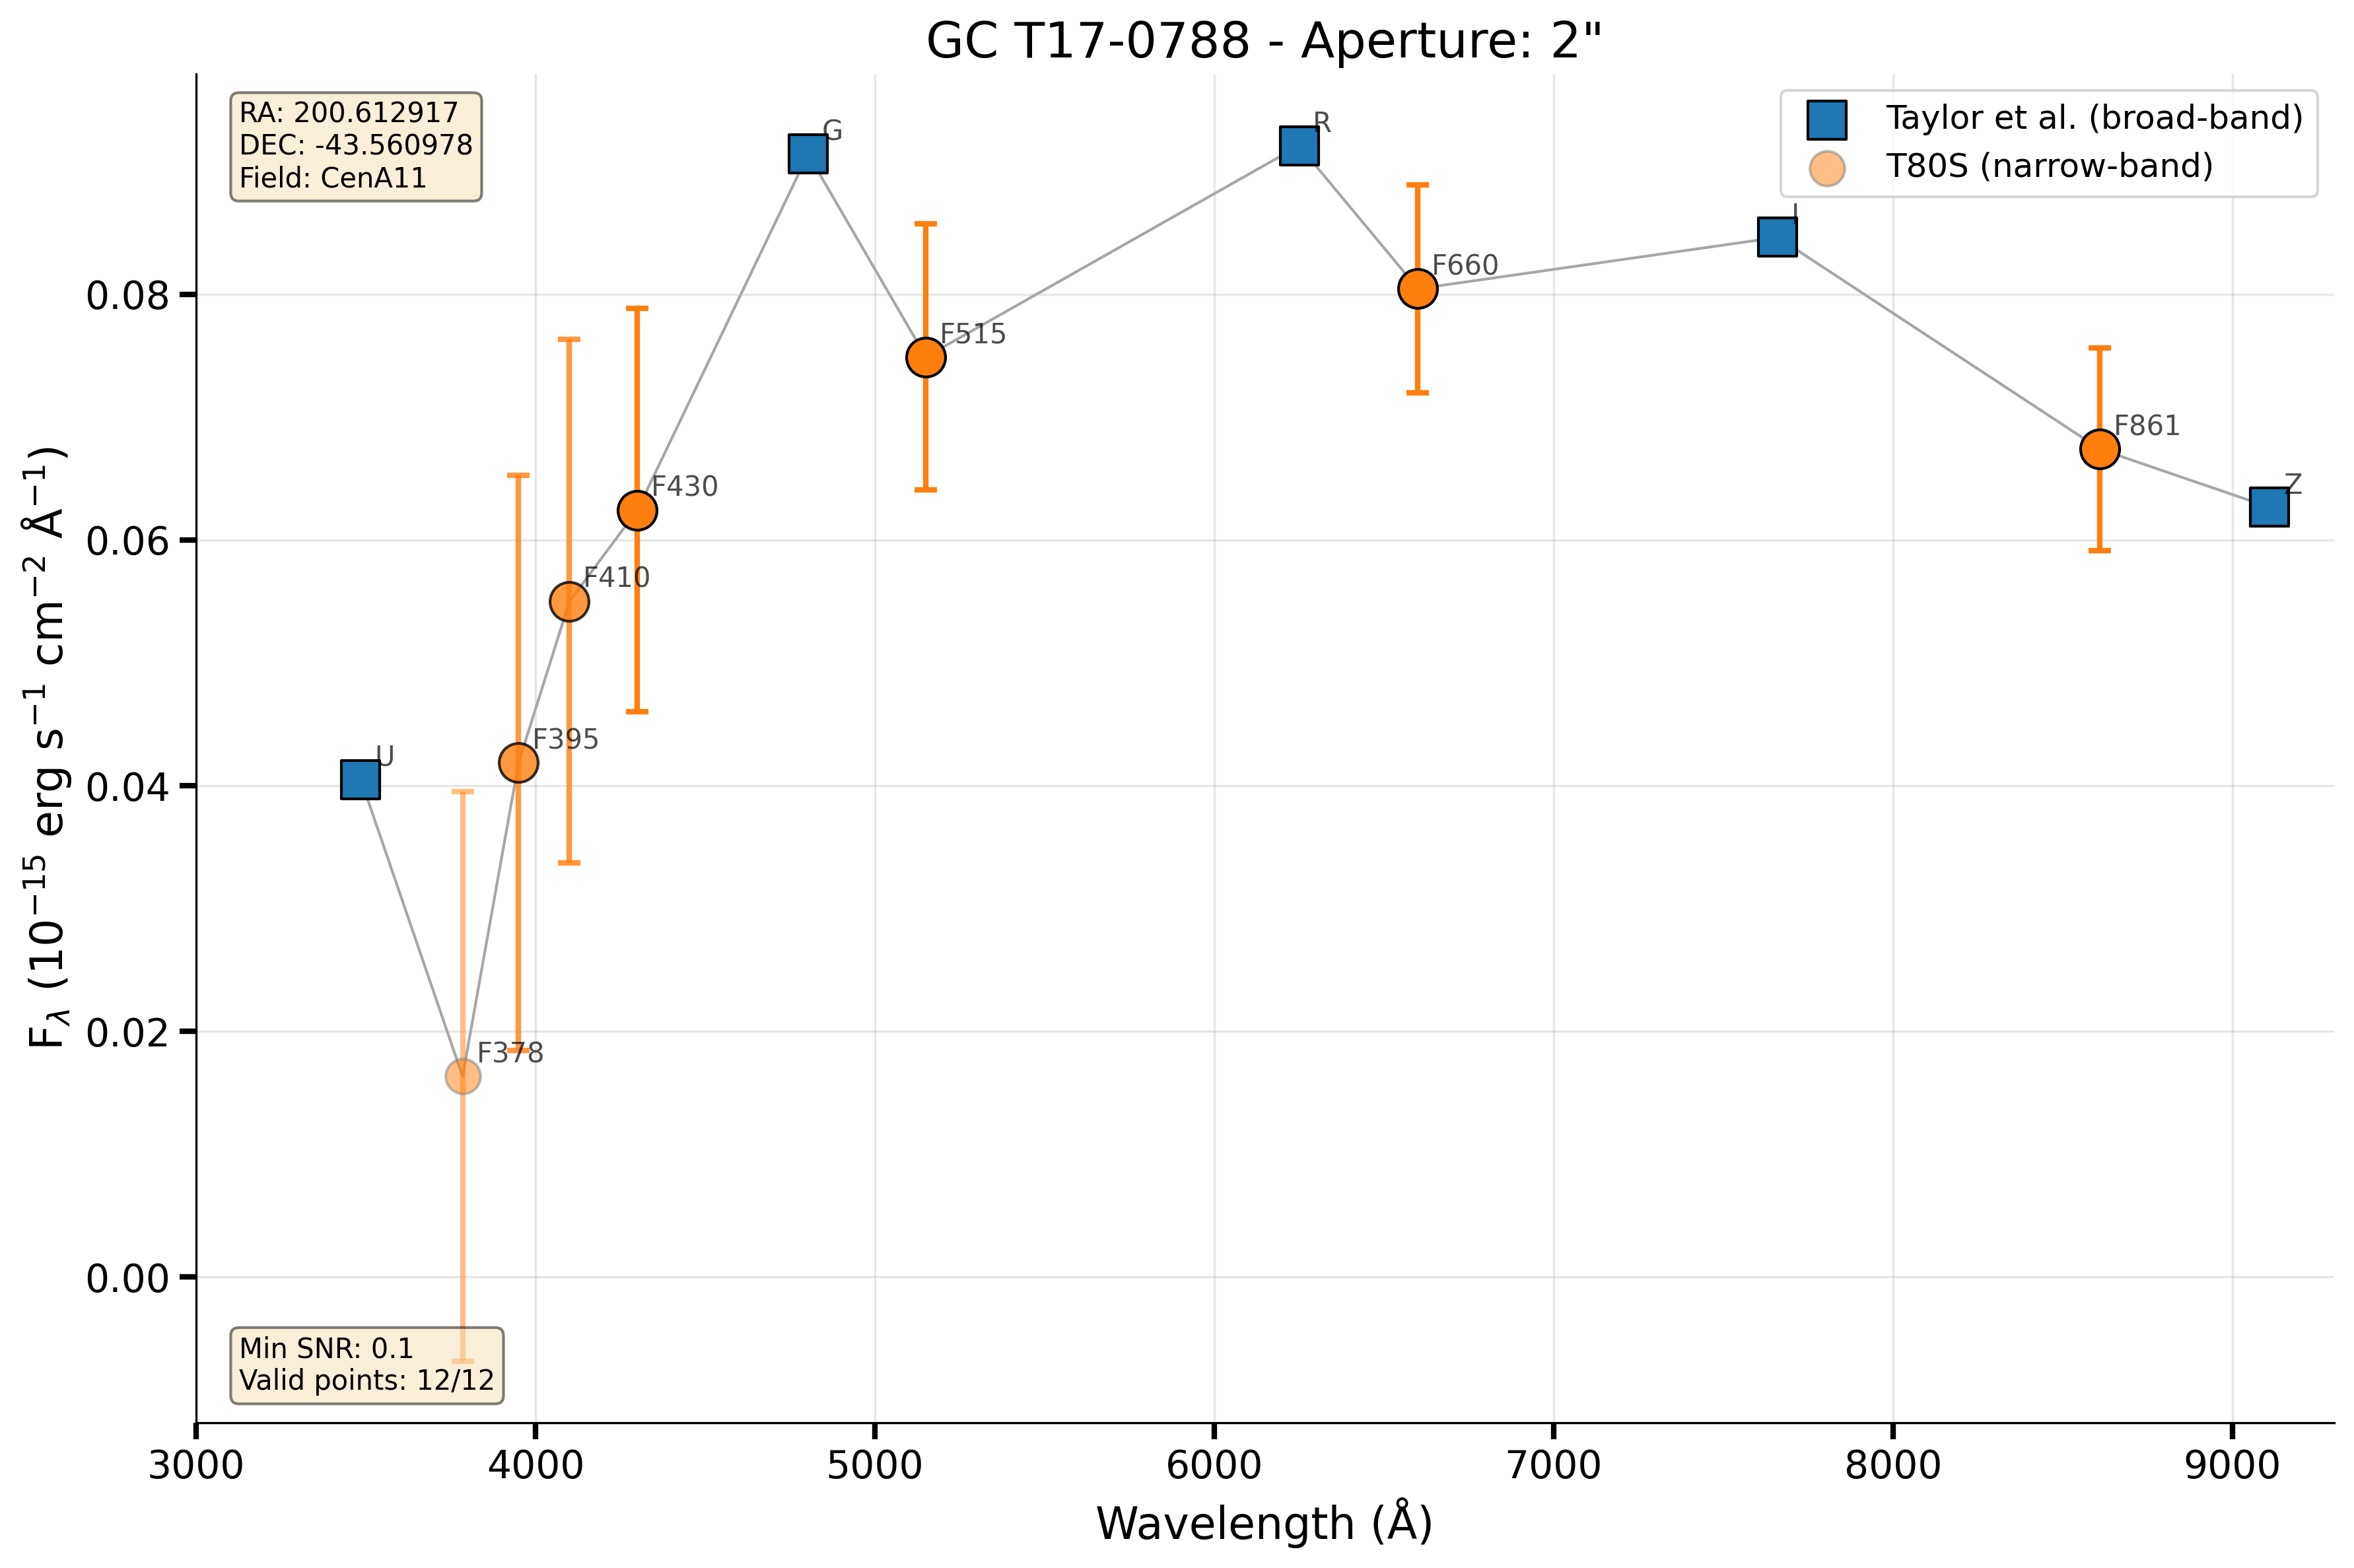 GC T17-0788 - Aperture: 2"
RA: 200.612917
DEC: -43.560978
Field: CenA11
Taylor et al. (broad-band)
T80S (narrow-band)
G
R
I
F660
F515
F861
Z
F430
F410
F395
U
F378
0.08
0.06
0.04
0.02
0.00
F_λ (10⁻¹⁵ erg s⁻¹ cm⁻² Å⁻¹)
Min SNR: 0.1
Valid points: 12/12
3000 4000 5000 6000 7000 8000 9000
Wavelength (Å)